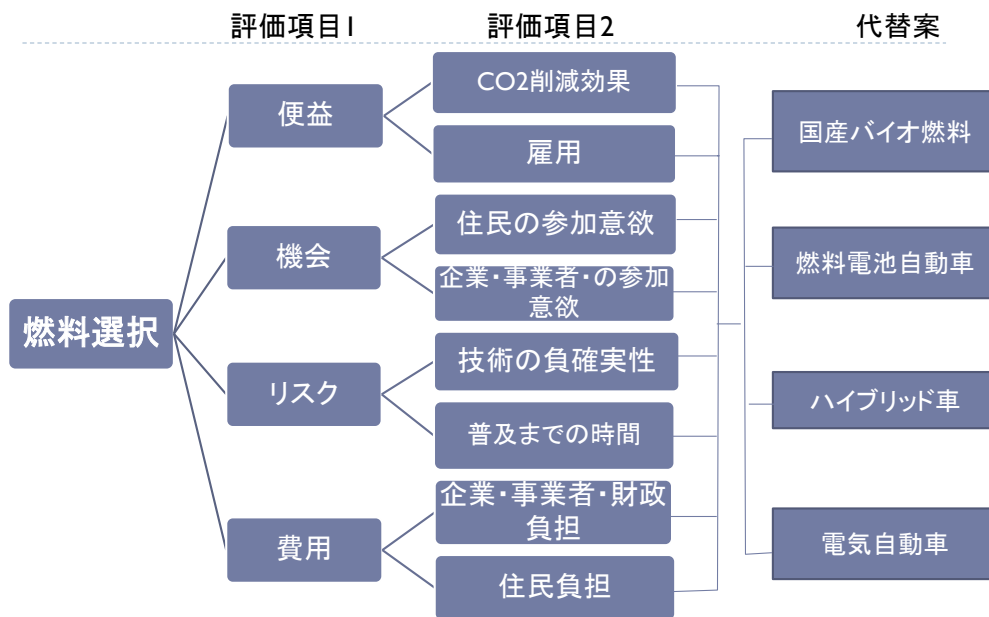 評価項目1
評価項目2
代替案
燃料選択
便益
機会
リスク
費用
CO2削減効果
雇用
住民の参加意欲
企業・事業者・の参加
意欲
技術の負確実性
普及までの時間
企業・事業者・財政
負担
住民負担
国産バイオ燃料
燃料電池自動車
ハイブリッド車
電気自動車